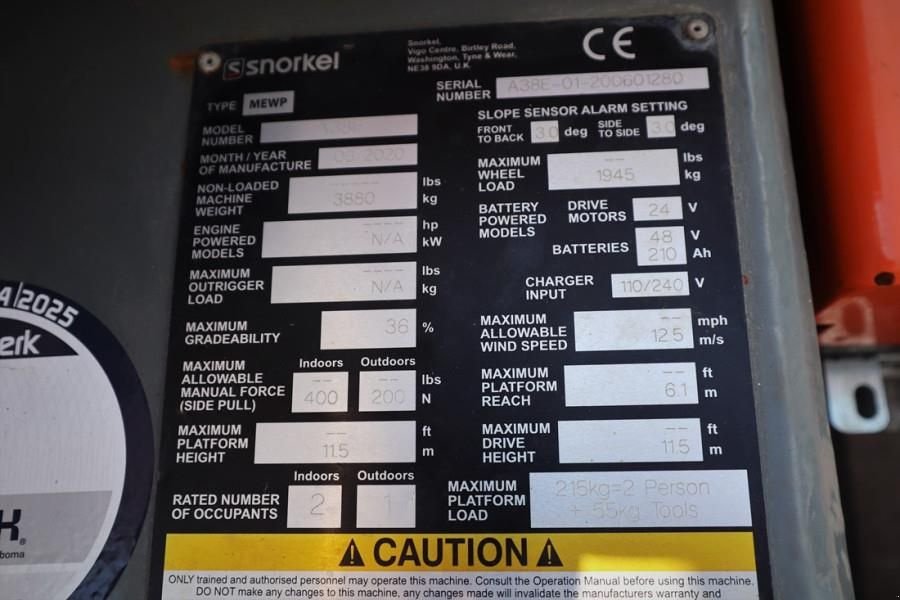 snorkel
Snorkel,
Vigo Centre, Birtley Road,
Washington, Tyne & Wear,
NE38 9DA, U.K.
TYPE MEWP
SERIAL NUMBER A38E-01-200601280
MODEL NUMBER A38E
MONTH / YEAR OF MANUFACTURE 2020
NON-LOADED MACHINE WEIGHT ---- lbs
3880 kg
ENGINE POWERED MODELS ---- hp
N/A kW
MAXIMUM OUTRIGGER LOAD ---- lbs
N/A kg
MAXIMUM GRADEABILITY 36 %
Indoors Outdoors
MAXIMUM ALLOWABLE MANUAL FORCE (SIDE PULL) -- -- lbs
400 200 N
MAXIMUM PLATFORM HEIGHT -- ft
11.5 m
Indoors Outdoors
RATED NUMBER OF OCCUPANTS 2 1
SLOPE SENSOR ALARM SETTING
FRONT TO BACK 3.0 deg SIDE TO SIDE 3.0 deg
MAXIMUM WHEEL LOAD -- lbs
1945 kg
BATTERY POWERED MODELS DRIVE MOTORS 24 V
BATTERIES 48 V
210 Ah
CHARGER INPUT 110/240 V
MAXIMUM ALLOWABLE WIND SPEED -- mph
12.5 m/s
MAXIMUM PLATFORM REACH -- ft
6.1 m
MAXIMUM DRIVE HEIGHT -- ft
11.5 m
MAXIMUM PLATFORM LOAD 215kg=2 Person
+ 55kg Tools
CAUTION
ONLY trained and authorised personnel may operate this machine. Consult the Operation Manual before using this machine.
DO NOT make any changes to this machine, any changes made will invalidate the manufacturers warranty and
A/2025
erk
K
boma